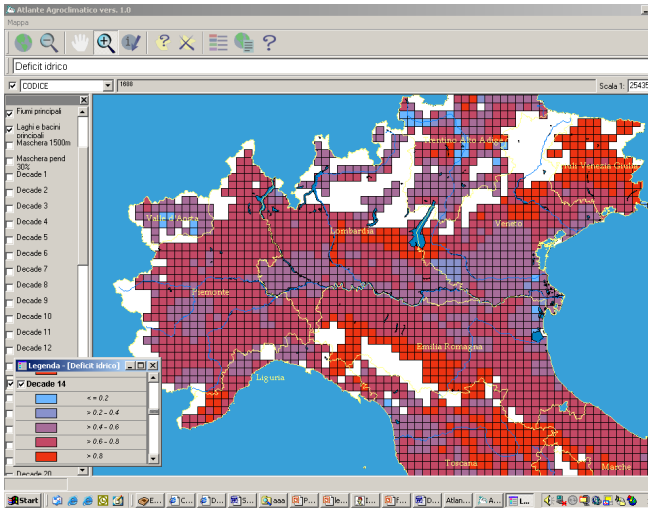 Atlante Agroclimatico vers. 1.0
Mappa
Deficit idrico
CODICE
1688
Scala 1: 25435
Fiumi principali
Laghi e bacini
principali
Maschera 1500m
Maschera pend
30%
Decade 1
Decade 2
Decade 3
Decade 4
Decade 5
Decade 6
Decade 7
Decade 8
Decade 9
Decade 10
Decade 11
Decade 12
Decade 20
Trentino Alto Adige
Friuli Venezia Giulia
Valle d'Aosta
Lombardia
Veneto
Piemonte
Emilia Romagna
Liguria
Toscana
Marche
Legenda - [Deficit idrico]
Decade 14
<= 0.2
> 0.2 - 0.4
> 0.4 - 0.6
> 0.6 - 0.8
> 0.8
Start
E...
C...
D...
S...
aaa
P...
le...
I...
f...
D...
Atlan...
A...
L...